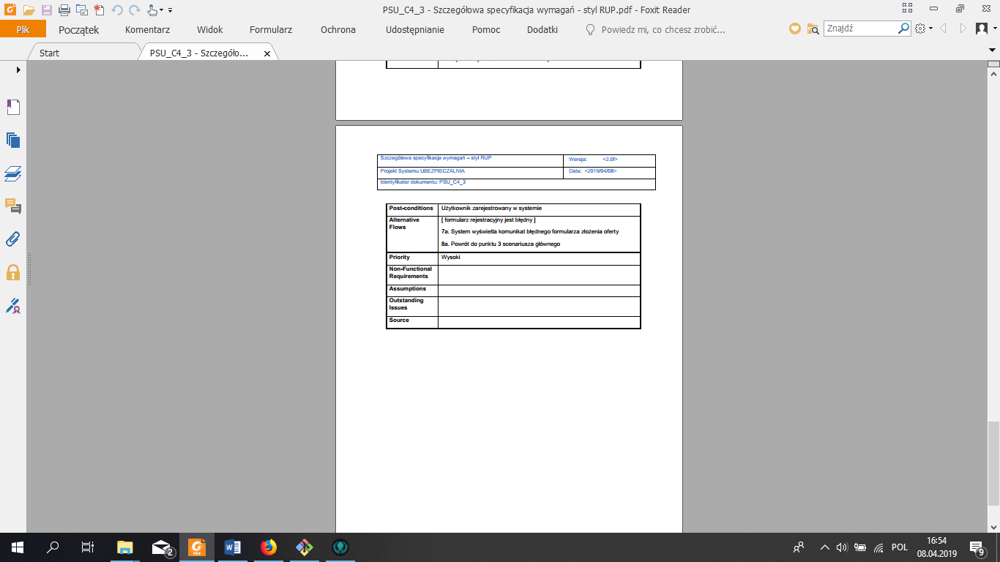 PSU_C4_3 - Szczegółowa specyfikacja wymagań - styl RUP.pdf - Foxit Reader
Plik Początek Komentarz Widok Formularz Ochrona Udostępnianie Pomoc Dodatki Powiedz mi, co chcesz zrobić… Znajdź
Start PSU_C4_3 - Szczegóło...
Szczegółowa specyfikacja wymagań – styl RUP Wersja: <2.0f>
Projekt Systemu UBEZPIECZALNIA Data: <2019/04/08>
Identyfikator dokumentu: PSU_C4_3
Post-conditions Użytkownik zarejestrowany w systemie
Alternative Flows [ formularz rejestracyjny jest błędny ]
7a. System wyświetla komunikat błędnego formularza złożenia oferty
8a. Powrót do punktu 3 scenariusza głównego
Priority Wysoki
Non-Functional
Requirements
Assumptions
Outstanding
Issues
Source
2 PDF POL 16:54
08.04.2019 9